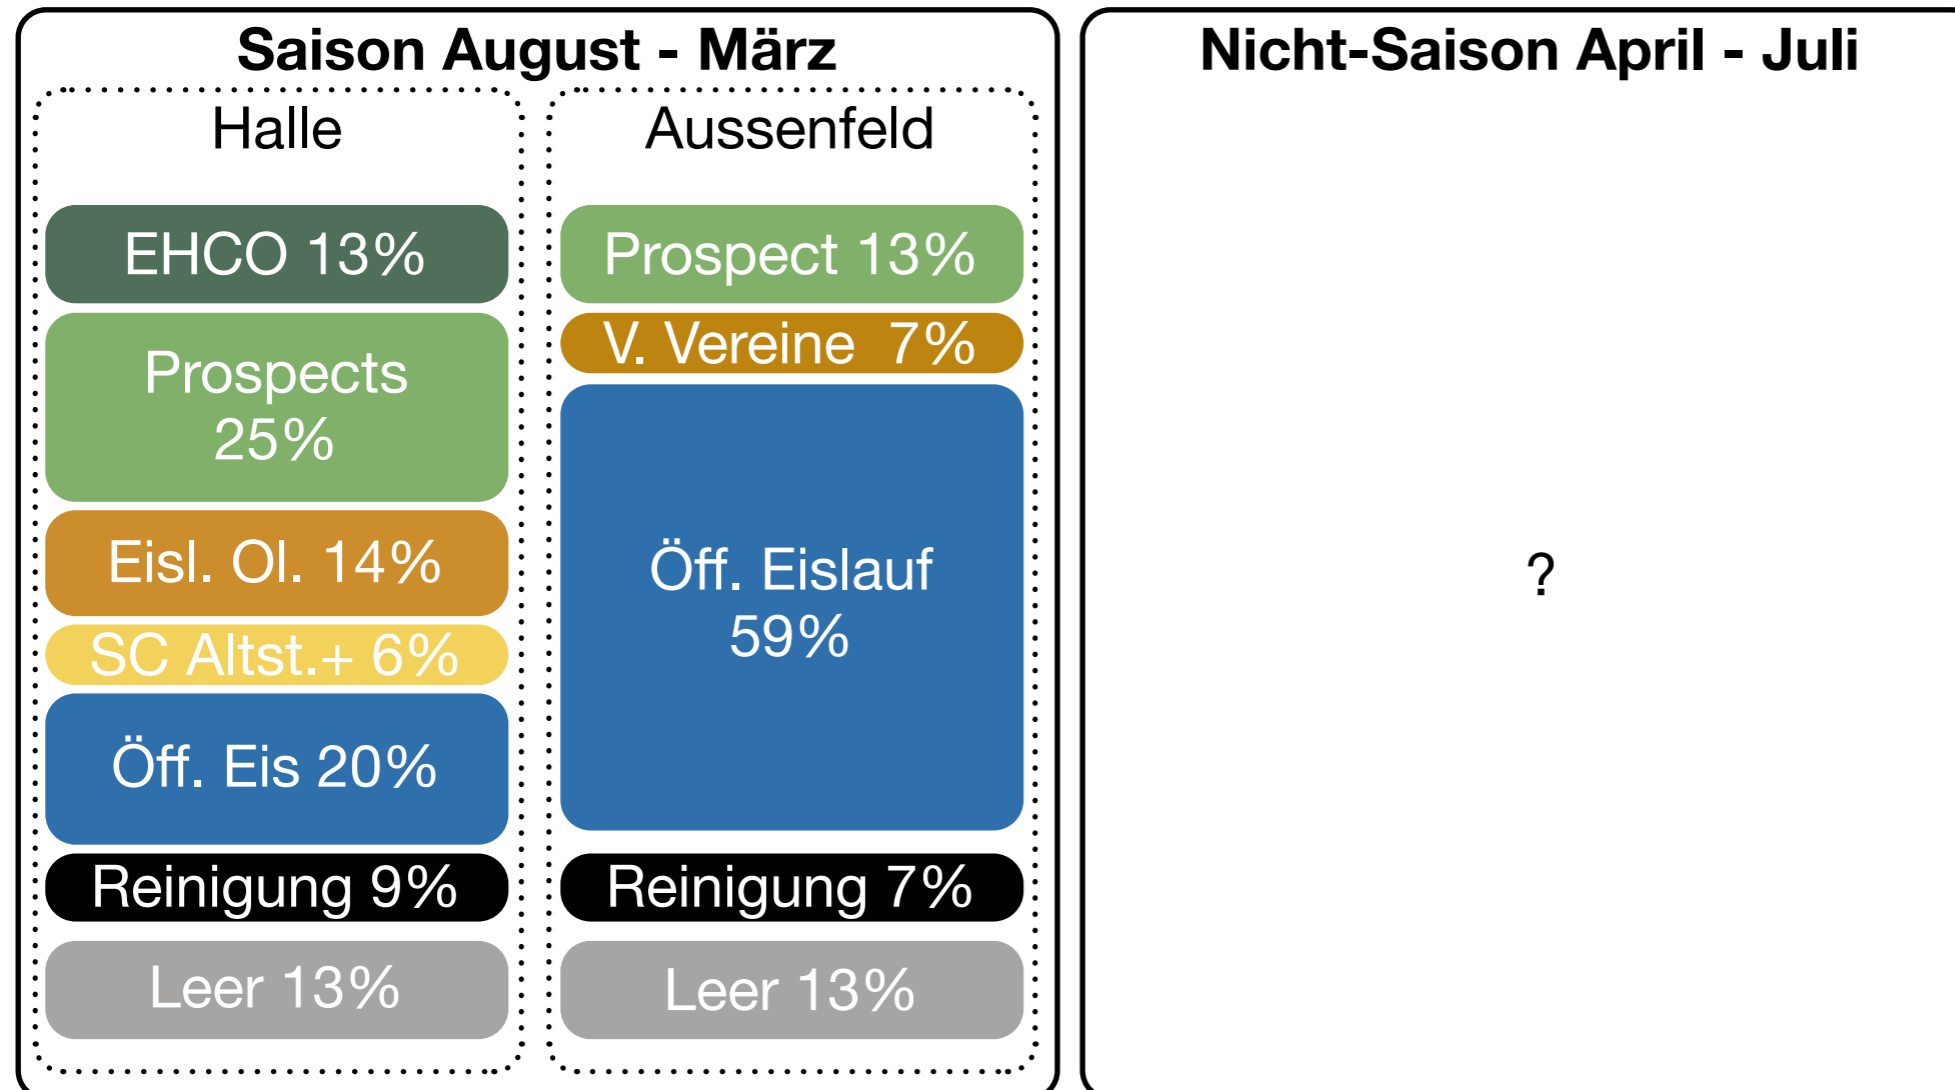 Saison August - März
Halle
EHCO 13%
Prospects
25%
Eisl. Ol. 14%
SC Altst.+ 6%
Öff. Eis 20%
Reinigung 9%
Leer 13%
Aussenfeld
Prospect 13%
V. Vereine 7%
Öff. Eislauf
59%
Reinigung 7%
Leer 13%
Nicht-Saison April - Juli
?